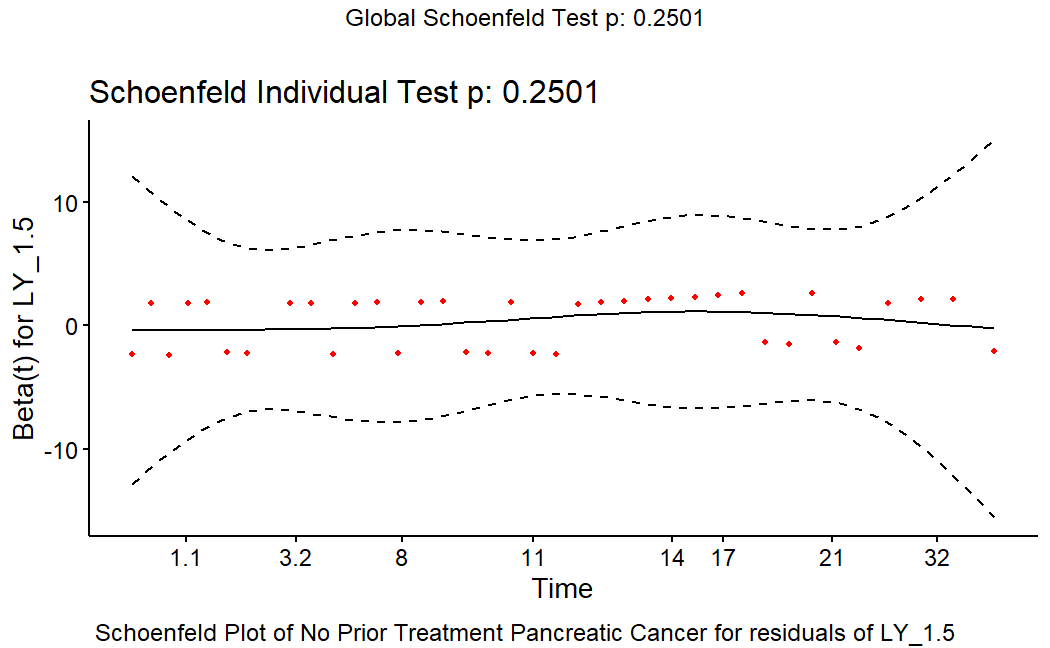 Global Schoenfeld Test p: 0.2501
Schoenfeld Individual Test p: 0.2501
Beta(t) for LY_1.5
10
0
-10
1.1 3.2 8 11 14 17 21 32
Time
Schoenfeld Plot of No Prior Treatment Pancreatic Cancer for residuals of LY_1.5